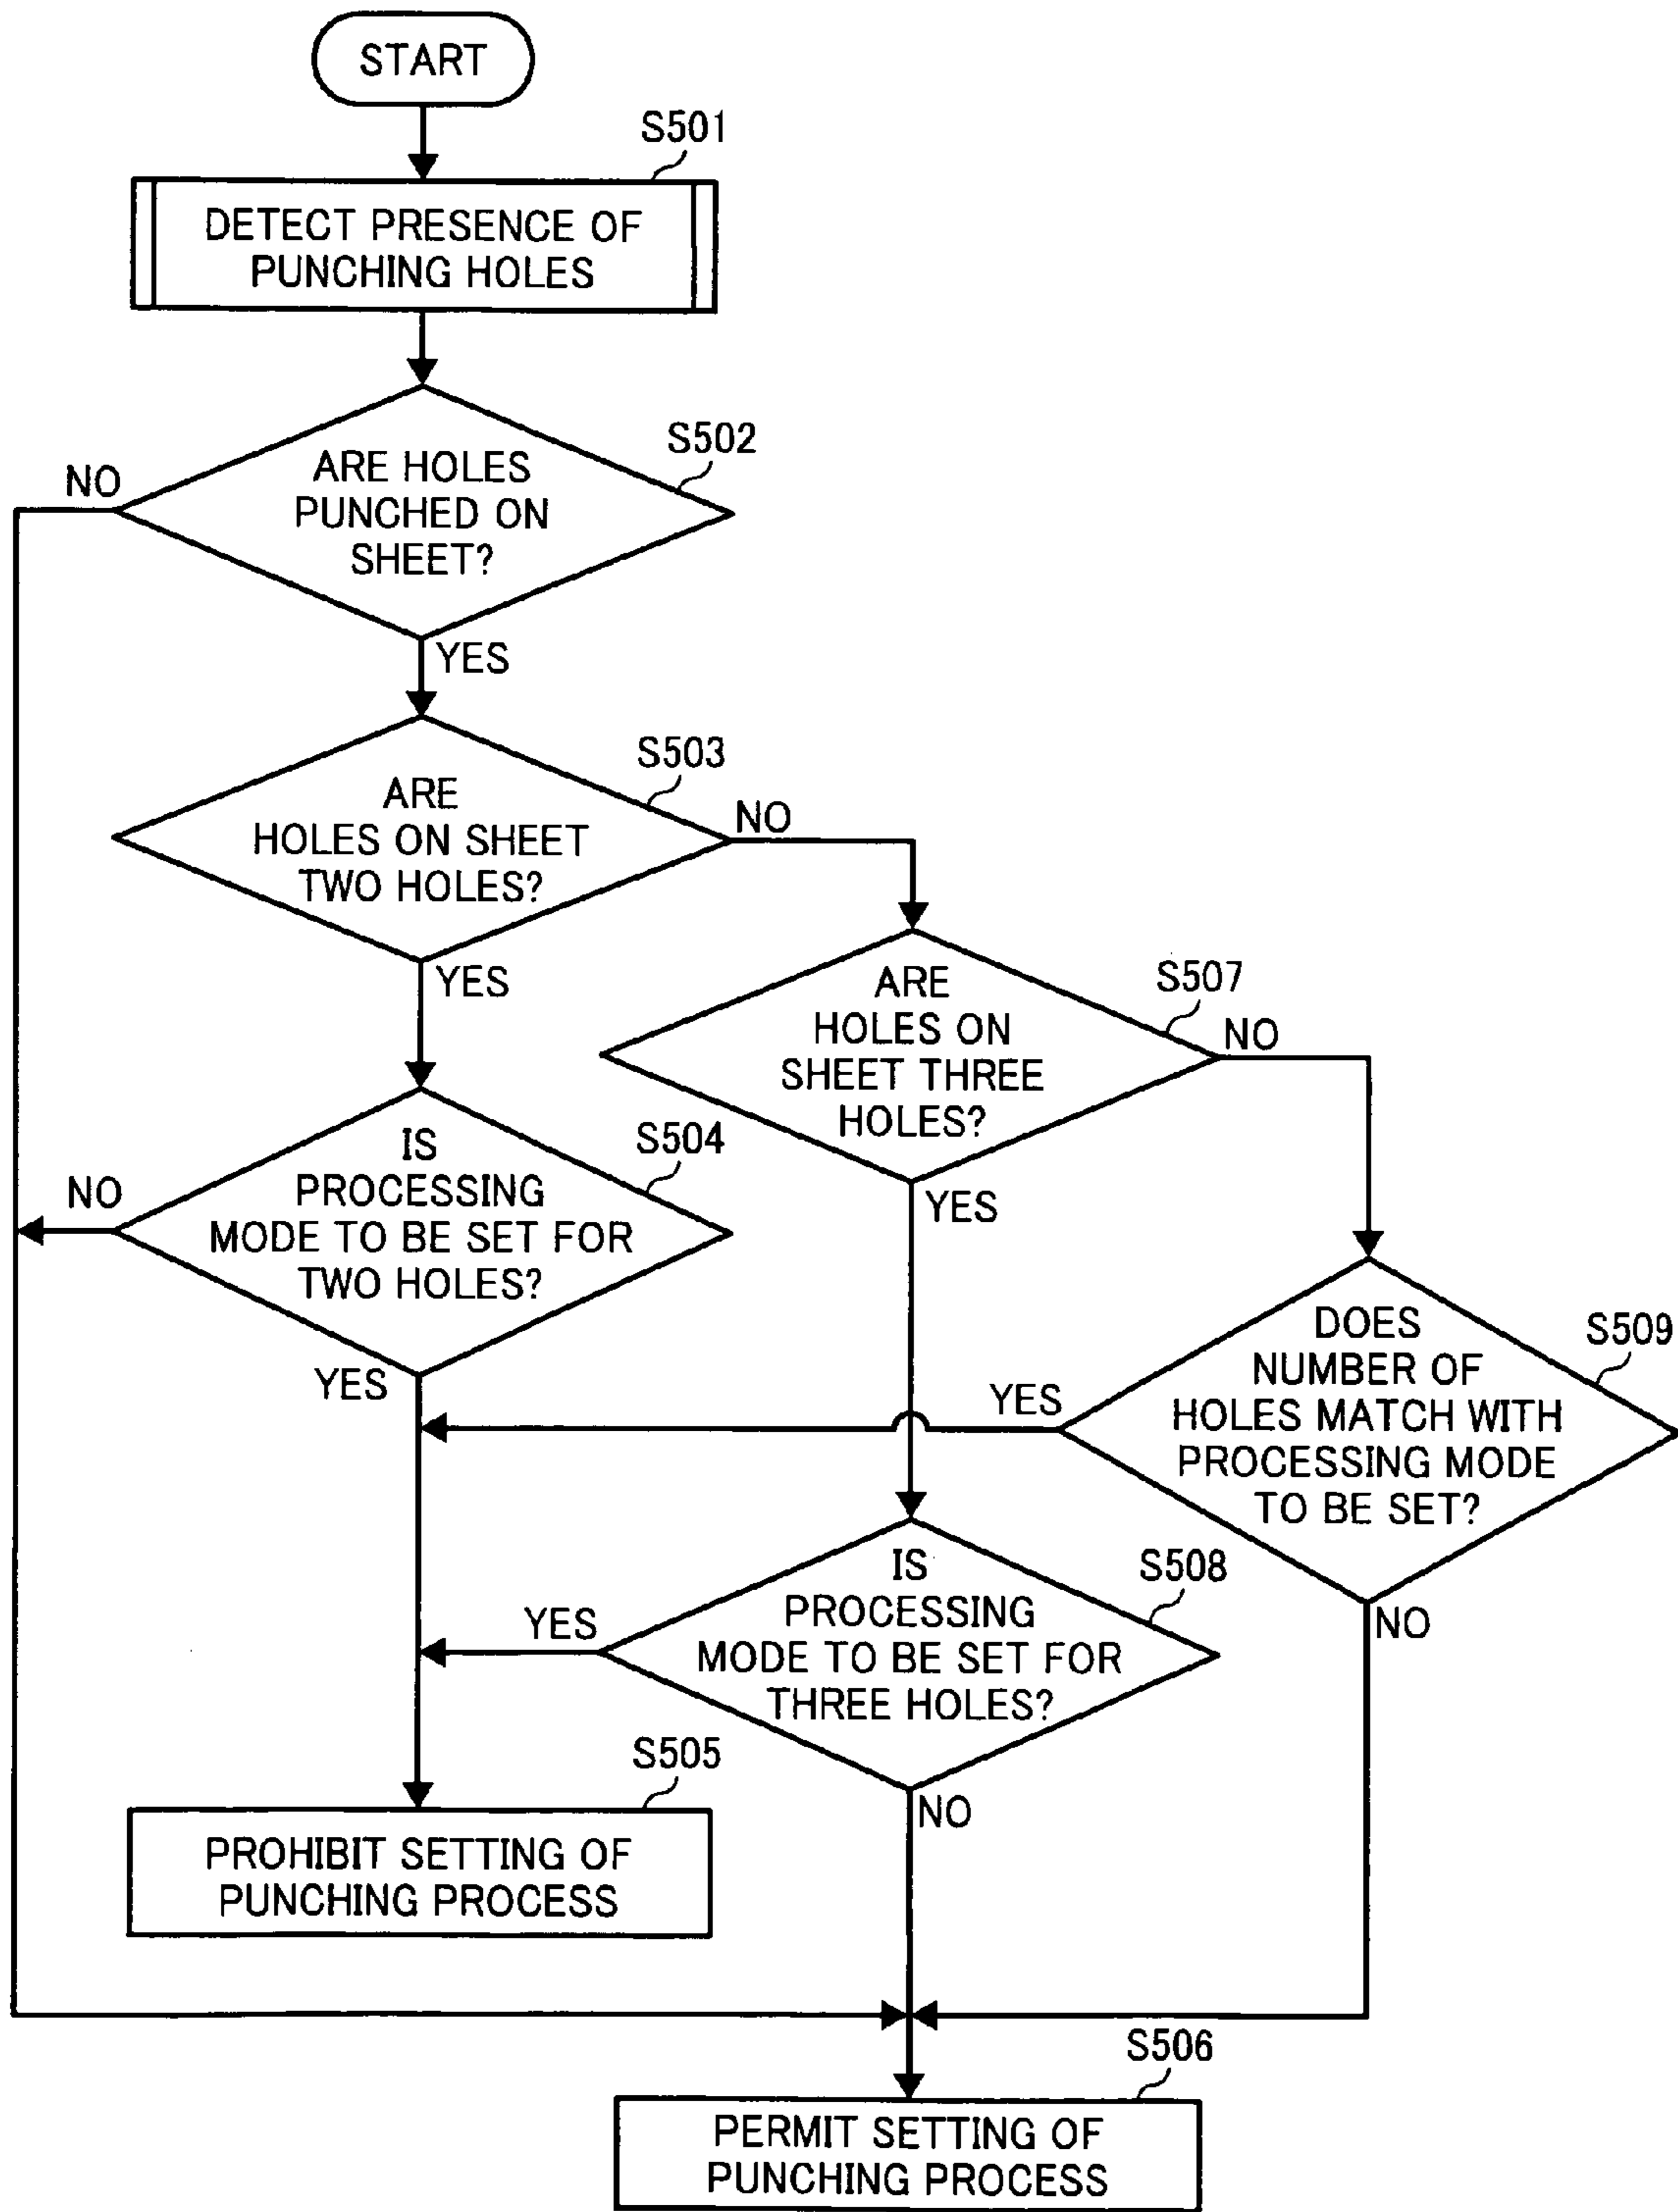 START
S501
DETECT PRESENCE OF
PUNCHING HOLES
S502
NO
ARE HOLES
PUNCHED ON
SHEET?
YES
S503
ARE
HOLES ON SHEET
TWO HOLES?
NO
YES
S507
ARE
HOLES ON
SHEET THREE
HOLES?
NO
YES
S504
IS
PROCESSING
MODE TO BE SET FOR
TWO HOLES?
NO
YES
S509
DOES
NUMBER OF
HOLES MATCH WITH
PROCESSING MODE
TO BE SET?
YES
NO
S508
IS
PROCESSING
MODE TO BE SET FOR
THREE HOLES?
YES
NO
S505
PROHIBIT SETTING OF
PUNCHING PROCESS
S506
PERMIT SETTING OF
PUNCHING PROCESS